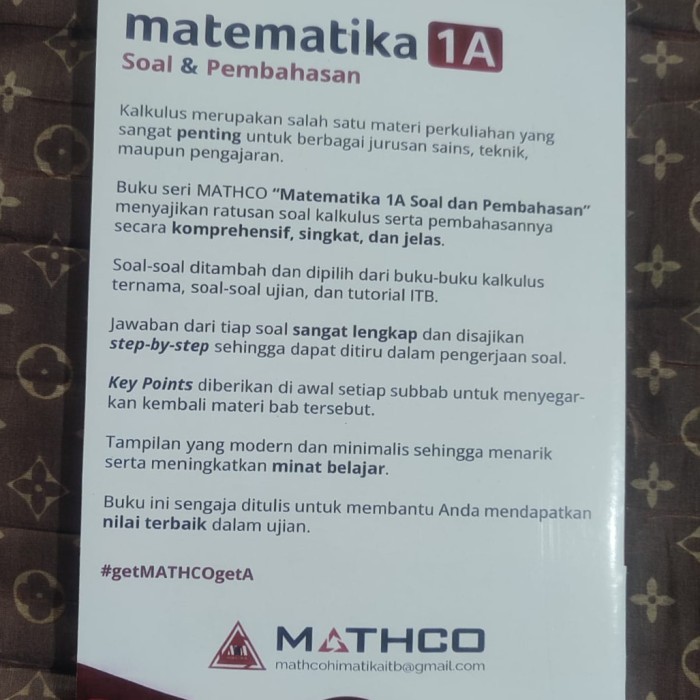 matematika 1A
Soal & Pembahasan
Kalkulus merupakan salah satu materi perkuliahan yang
sangat penting untuk berbagai jurusan sains, teknik,
maupun pengajaran.
Buku seri MATHCO “Matematika 1A Soal dan Pembahasan”
menyajikan ratusan soal kalkulus serta pembahasannya
secara komprehensif, singkat, dan jelas.
Soal-soal ditambah dan dipilih dari buku-buku kalkulus
ternama, soal-soal ujian, dan tutorial ITB.
Jawaban dari tiap soal sangat lengkap dan disajikan
step-by-step sehingga dapat ditiru dalam pengerjaan soal.
Key Points diberikan di awal setiap subbab untuk menyegar-
kan kembali materi bab tersebut.
Tampilan yang modern dan minimalis sehingga menarik
serta meningkatkan minat belajar.
Buku ini sengaja ditulis untuk membantu Anda mendapatkan
nilai terbaik dalam ujian.
#getMATHCOgetA
MATHCO
mathcohimatikaitb@gmail.com